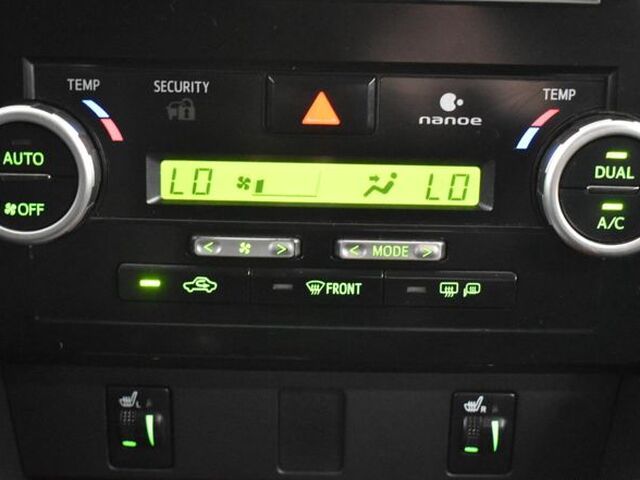 TEMP
SECURITY
nanoe
TEMP
AUTO
OFF
LO
LO
DUAL
A/C
< >
< MODE >
FRONT
L
R